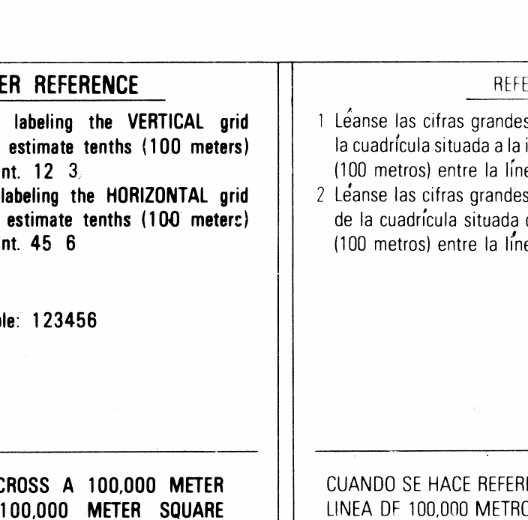 ER REFERENCE
labeling the VERTICAL grid
estimate tenths (100 meters)
nt. 12 3
labeling the HORIZONTAL grid
estimate tenths (100 meters)
nt. 45 6
ple: 123456
CROSS A 100,000 METER
100,000 METER SQUARE
REFE
1 Léanse las cifras grandes
la cuadrícula situada a la i
(100 metros) entre la líne
2 Léanse las cifras grandes
de la cuadrícula situada
(100 metros) entre la líne
CUANDO SE HACE REFER
LINEA DE 100,000 METRO